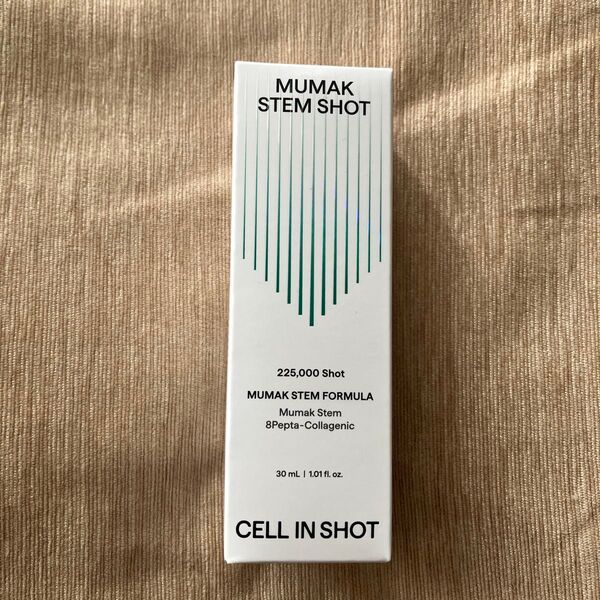 MUMAK
STEM SHOT
225,000 Shot
MUMAK STEM FORMULA
Mumak Stem
8Pepta-Collagenic
30 mL | 1.01 fl. oz.
CELL IN SHOT